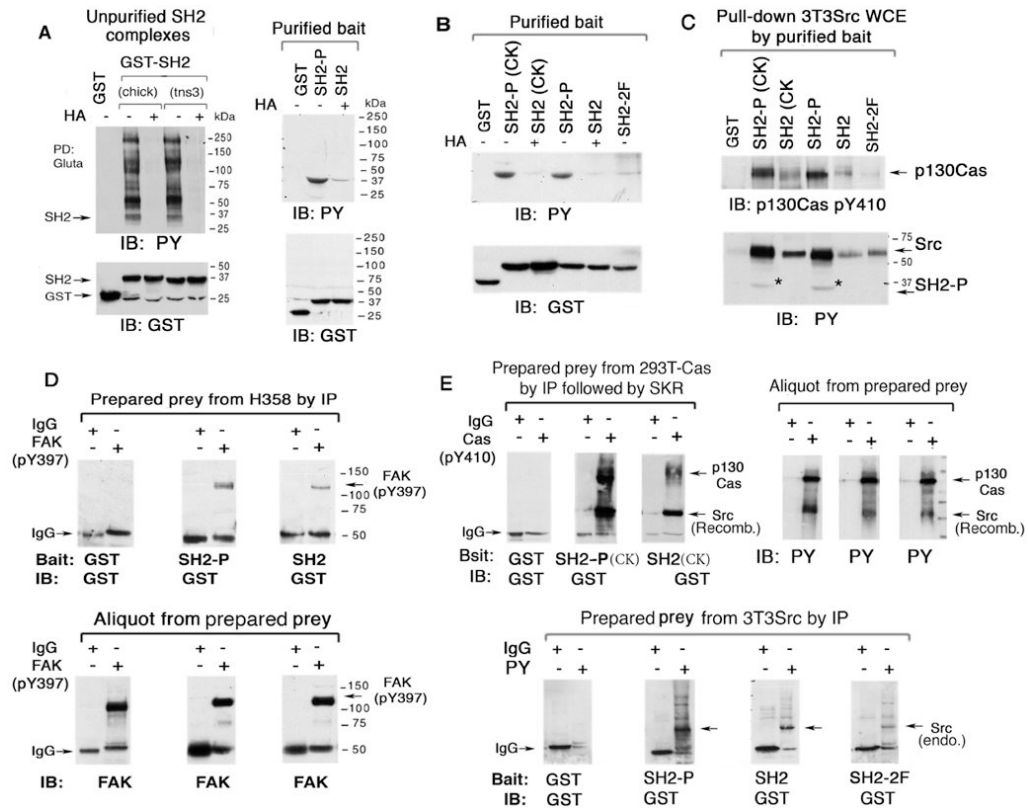 A
Unpurified SH2
complexes
GST-SH2
GST
(chick) (tns3)
HA - - + - + kDa
PD:
Gluta
- 250
- 150
- 100
- 75
- 50
- 37
- 25
SH2
IB: PY
SH2
GST
- 50
- 37
- 25
IB: GST
Purified bait
GST
SH2-P
SH2
HA - - + kDa
- 250
- 150
- 100
- 75
- 50
- 37
- 25
IB: PY
- 250
- 150
- 100
- 75
- 50
- 37
- 25
IB: GST
B
Purified bait
GST
SH2-P (CK)
SH2 (CK)
SH2-P
SH2
SH2-2F
HA - - + - + -
IB: PY
IB: GST
C
Pull-down 3T3Src WCE
by purified bait
GST
SH2-P (CK)
SH2 (CK
SH2-P
SH2
SH2-2F
p130Cas
IB: p130Cas pY410
Src
75
50
37
SH2-P
25
* *
IB: PY
D
Prepared prey from H358 by IP
IgG + - + - + -
FAK - + - + - +
(pY397)
150
100
75
50
FAK
(pY397)
IgG
Bait: GST SH2-P SH2
IB: GST GST GST
Aliquot from prepared prey
IgG + - + - + -
FAK - + - + - +
(pY397)
150
100
75
50
FAK
(pY397)
IgG
IB: FAK FAK FAK
E
Prepared prey from 293T-Cas
by IP followed by SKR
IgG + - + - + -
Cas - + - + - +
(pY410)
p130
Cas
IgG
Src
(Recomb.)
Bsit: GST SH2-P(CK) SH2(CK)
IB: GST GST GST
Aliquot from prepared prey
+ - + - + -
- + - + - +
p130
Cas
Src
(Recomb.)
IB: PY PY PY
Prepared prey from 3T3Src by IP
IgG + - + - + - + -
PY - + - + - + - +
IgG
Src
(endo.)
Bait: GST SH2-P SH2 SH2-2F
IB: GST GST GST GST